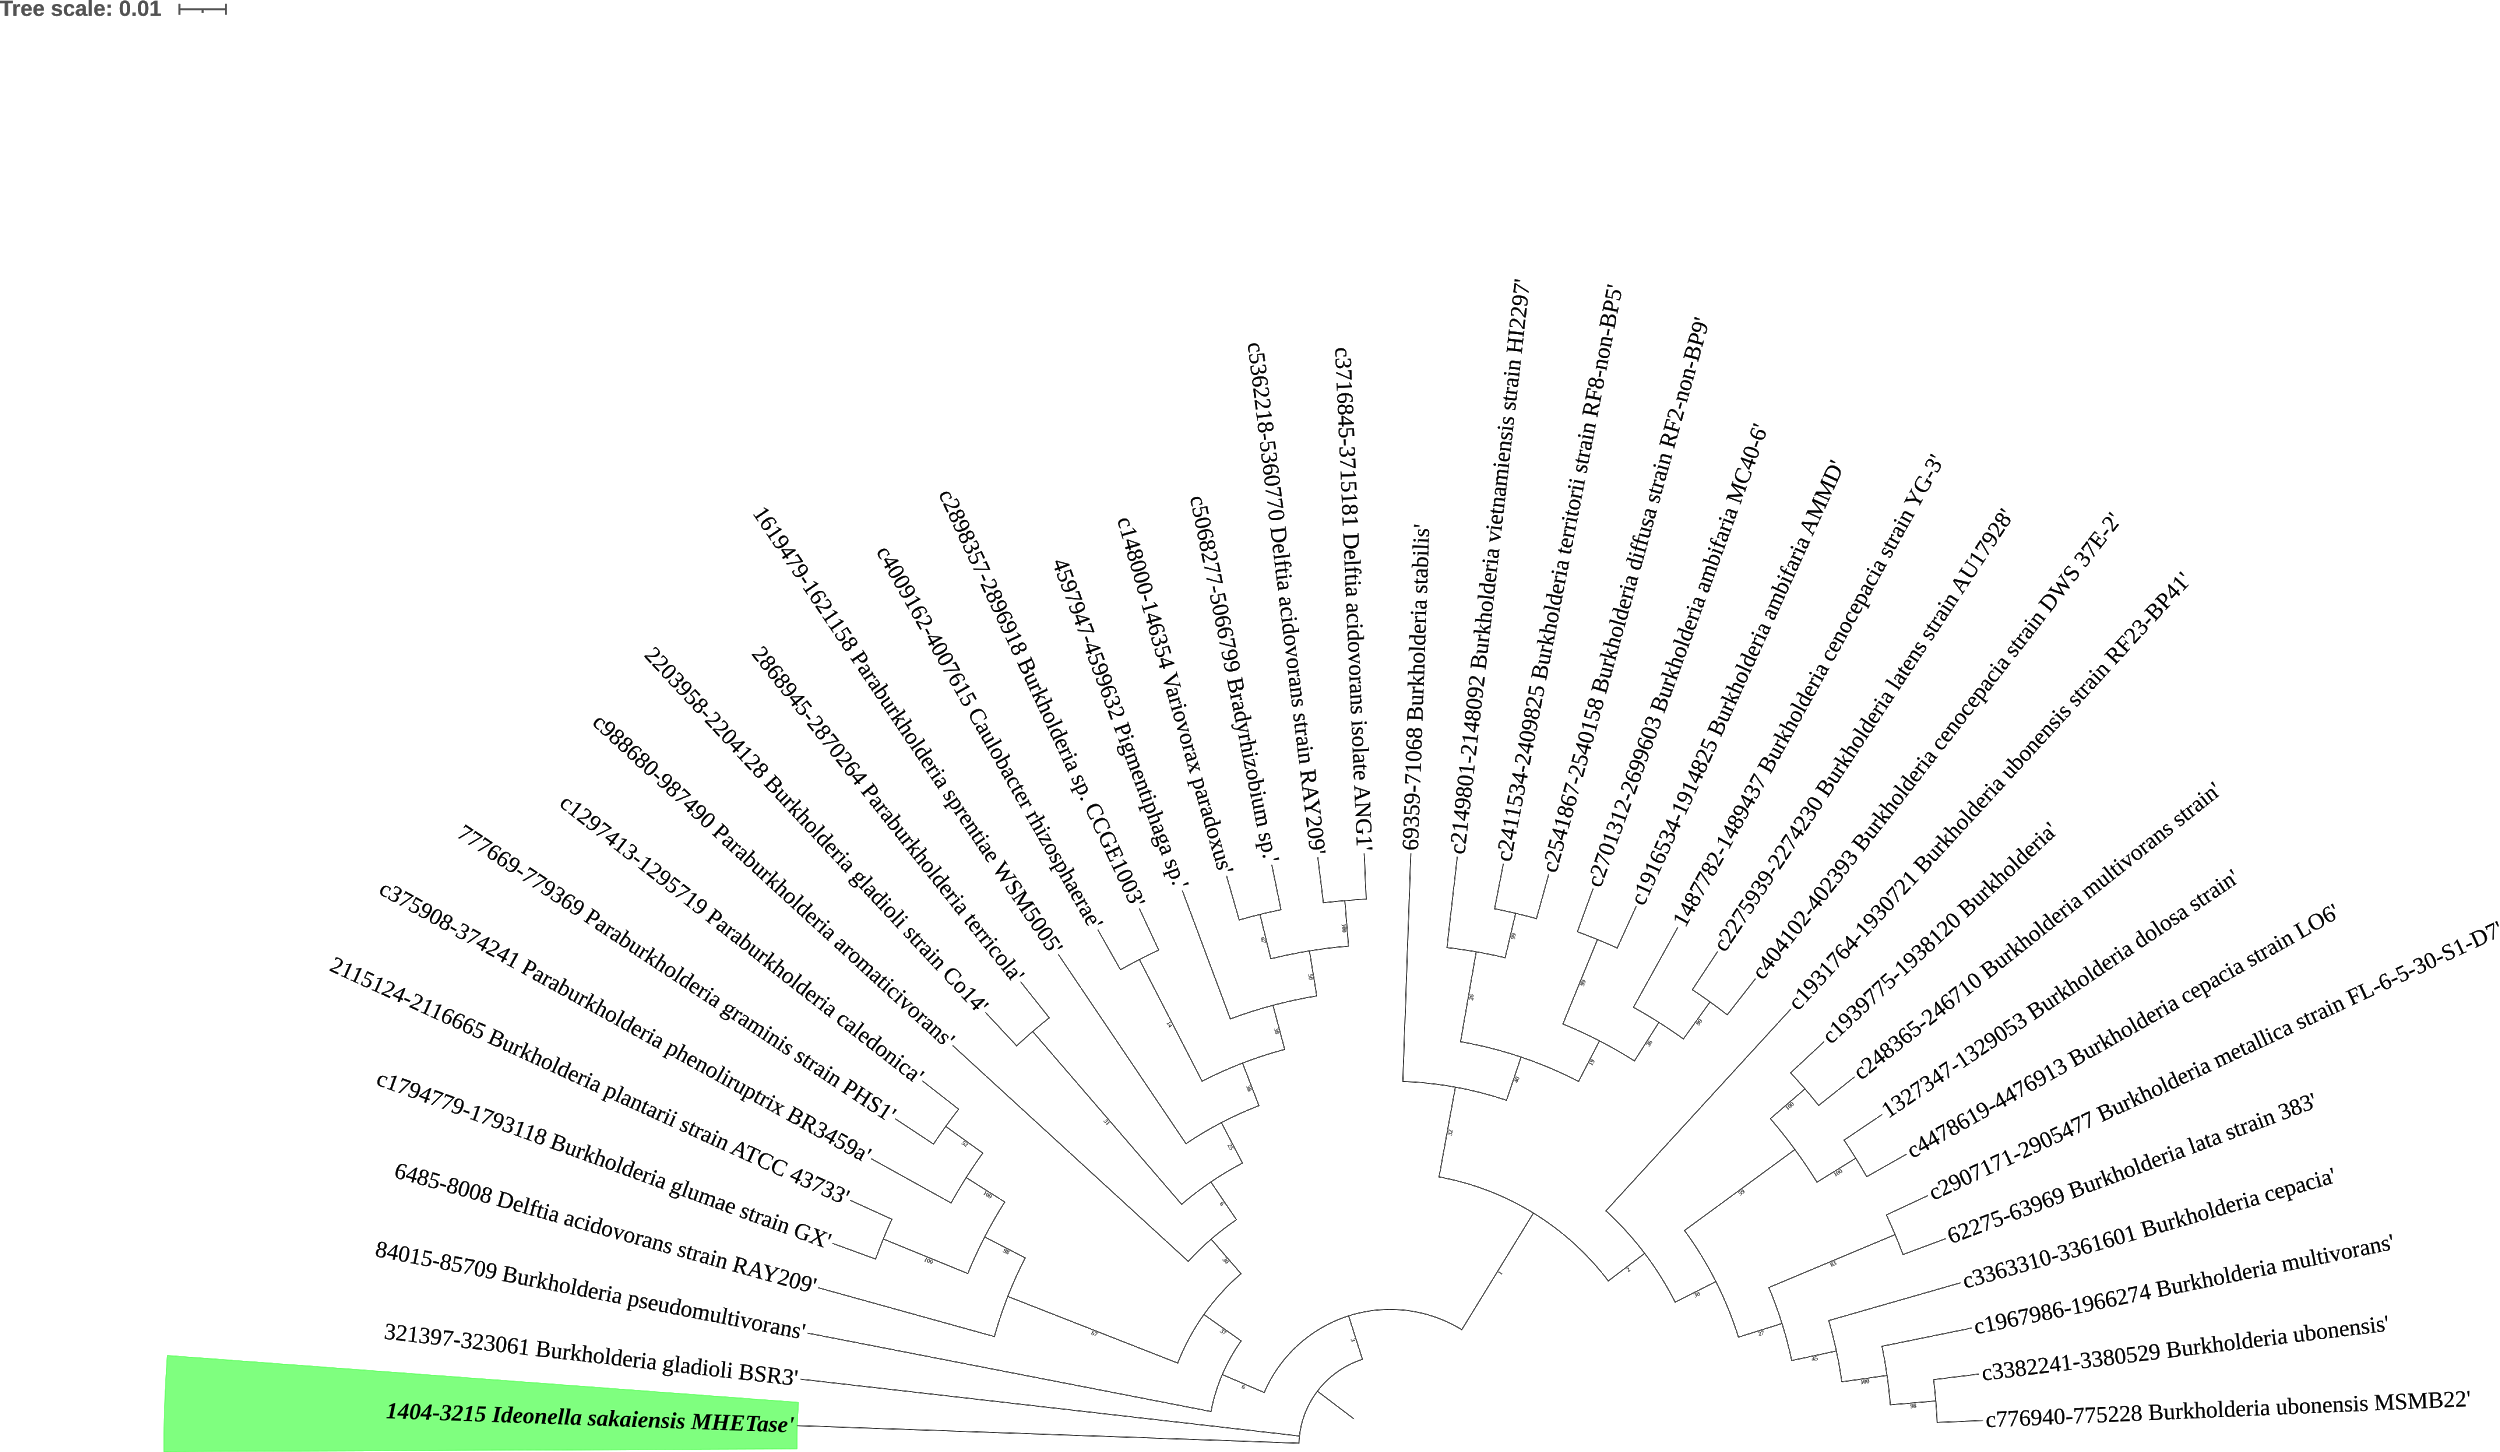 Tree scale: 0.01
1404-3215 Ideonella sakaiensis MHETase'
321397-323061 Burkholderia gladioli BSR3'
84015-85709 Burkholderia pseudomultivorans'
6485-8008 Delftia acidovorans strain RAY209'
c1794779-1793118 Burkholderia glumae strain GX'
2115124-2116665 Burkholderia plantarii strain ATCC 43733'
c375908-374241 Paraburkholderia phenoliruptrix BR3459a'
777669-779369 Paraburkholderia graminis strain PHS1'
c1297413-1295719 Paraburkholderia caledonica'
c988680-987490 Paraburkholderia aromaticivorans'
2203958-2204128 Burkholderia gladioli strain Co14'
2868945-2870264 Paraburkholderia terricola'
1619479-1621158 Paraburkholderia sprentiae WSM5005'
c4009162-4007615 Caulobacter rhizosphaerae'
c2898357-2896918 Burkholderia sp. CCGE1003'
4597947-4599632 Pigmentiphaga sp.'
c148000-146354 Variovorax paradoxus'
c5068277-5066799 Bradyrhizobium sp.'
c5362218-5360770 Delftia acidovorans strain RAY209'
c3716845-3715181 Delftia acidovorans isolate ANG1'
69359-71068 Burkholderia stabilis'
c2149801-2148092 Burkholderia vietnamiensis strain HI2297'
c2411534-2409825 Burkholderia territorii strain RF8-non-BP5'
c2541867-2540158 Burkholderia diffusa strain RF2-non-BP9'
c2701312-2699603 Burkholderia ambifaria MC40-6'
c1916534-1914825 Burkholderia ambifaria AMMD'
1487782-1489437 Burkholderia cenocepacia strain YG-3'
c2275939-2274230 Burkholderia latens strain AU17928'
c404102-402393 Burkholderia cenocepacia strain DWS 37E-2'
c1931764-1930721 Burkholderia ubonensis strain RF23-BP41'
c1939775-1938120 Burkholderia'
c248365-246710 Burkholderia multivorans strain'
1327347-1329053 Burkholderia dolosa strain'
c4478619-4476913 Burkholderia cepacia strain LO6'
c2907171-2905477 Burkholderia metallica strain FL-6-5-30-S1-D7'
62275-63969 Burkholderia lata strain 383'
c3363310-3361601 Burkholderia cepacia'
c1967986-1966274 Burkholderia multivorans'
c3382241-3380529 Burkholderia ubonensis'
c776940-775228 Burkholderia ubonensis MSMB22'